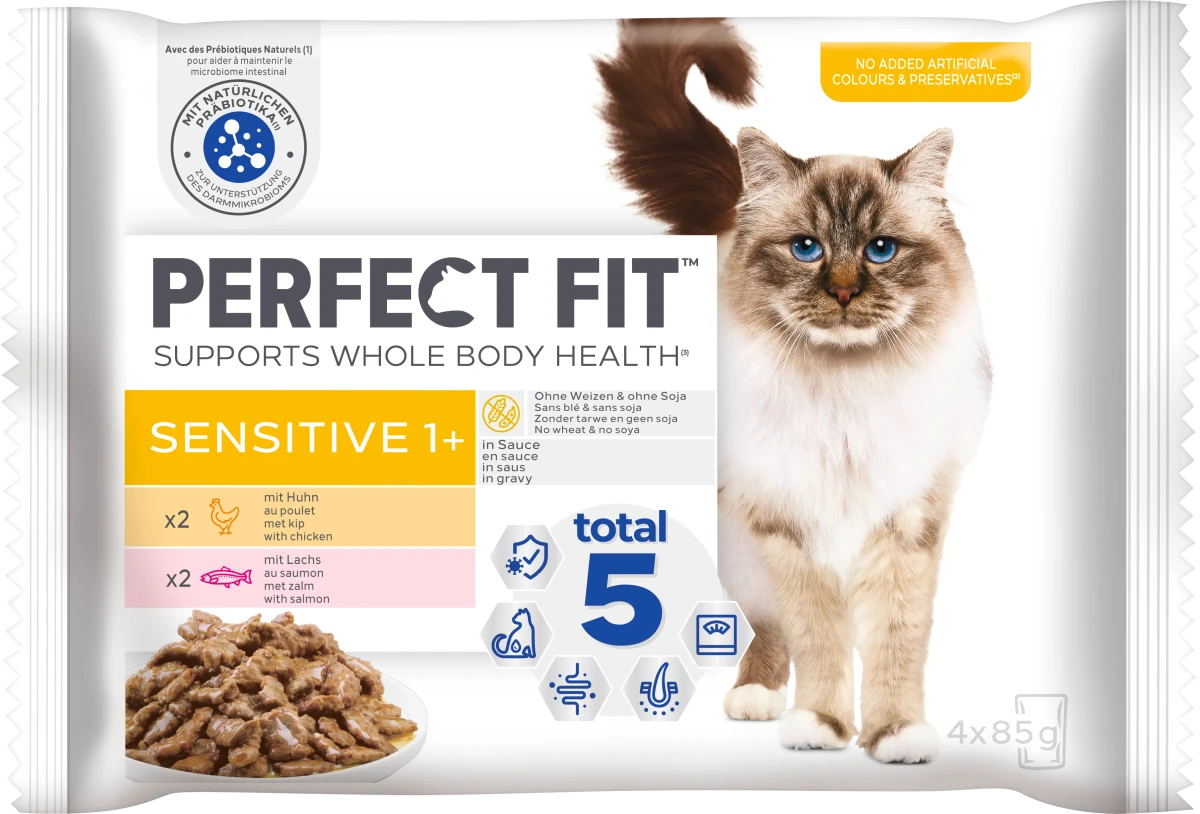 Avec des Prébiotiques Naturels (1)
pour aider à maintenir le
microbiome intestinal
MIT NATÜRLICHEN
PRÄBIOTIKA(1)
ZUR UNTERSTÜTZUNG
DES DARMMIKROBIOMS
NO ADDED ARTIFICIAL
COLOURS & PRESERVATIVES(2)
PERFECT FIT™
SUPPORTS WHOLE BODY HEALTH(3)
SENSITIVE 1+
Ohne Weizen & ohne Soja
Sans blé & sans soja
Zonder tarwe en geen soja
No wheat & no soya
in Sauce
en sauce
in saus
in gravy
x2
mit Huhn
au poulet
met kip
with chicken
x2
mit Lachs
au saumon
met zalm
with salmon
total
5
4x85g